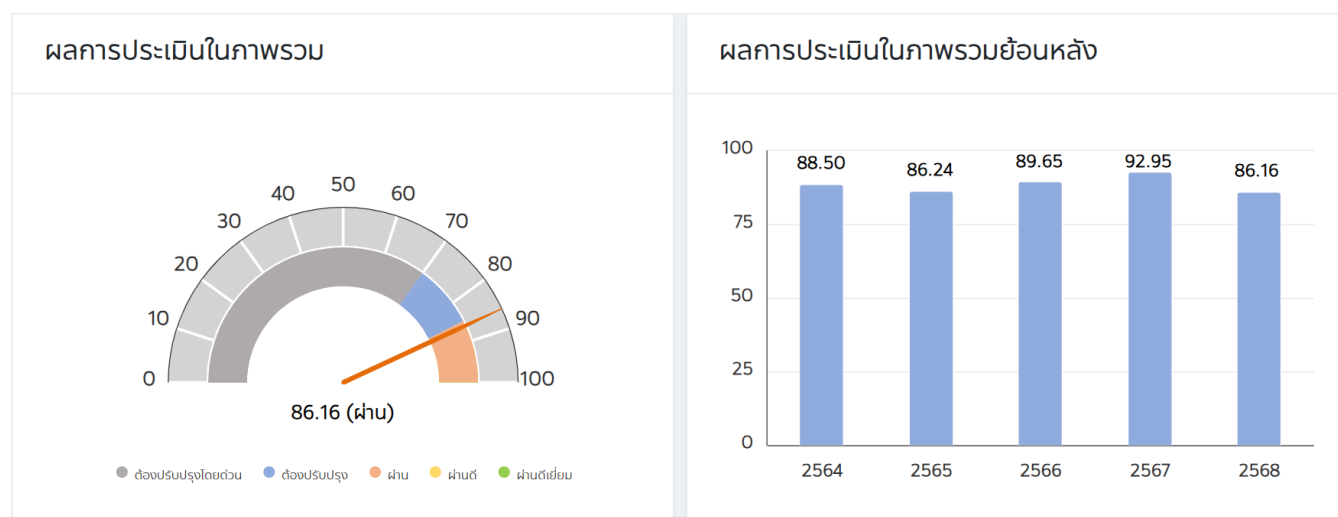 ผลการประเมินในภาพรวม
50
40
60
30
70
20
80
10
90
0
100
86.16 (ผ่าน)
ต้องปรับปรุงโดยด่วน ต้องปรับปรุง ผ่าน ผ่านดี ผ่านดีเยี่ยม
ผลการประเมินในภาพรวมย้อนหลัง
100
88.50 86.24 89.65 92.95 86.16
75
50
25
0
2564 2565 2566 2567 2568